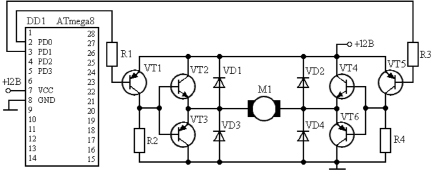 DD1 ATmega8
1 28
2 PD0 27
3 PD1 26
4 PD2 25
5 PD3 24
6 23
7 VCC 22
8 GND 21
9 20
10 19
11 18
12 17
13 16
14 15
+12В
R1
VT1
R2
VT2
VT3
VD1
VD3
M1
VD2
VD4
+12В
VT4
VT6
VT5
R3
R4